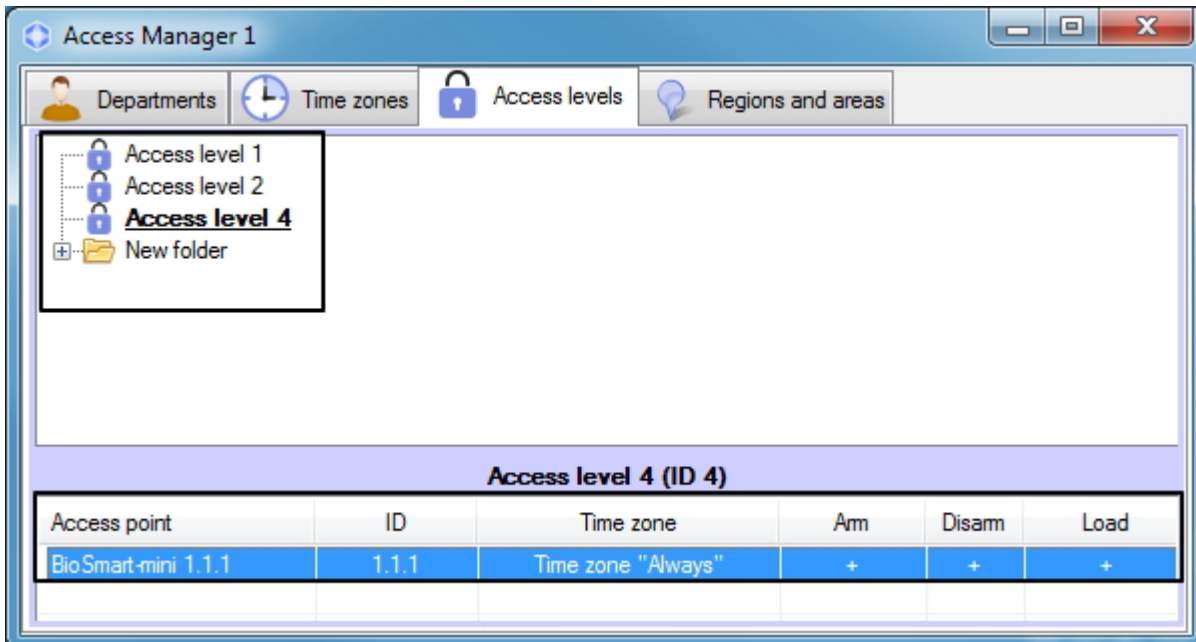 Access Manager 1
Departments Time zones Access levels Regions and areas
Access level 1
Access level 2
Access level 4
New folder
Access level 4 (ID 4)
Access point ID Time zone Arm Disarm Load
BioSmart-mini 1.1.1 1.1.1 Time zone "Always" + + +